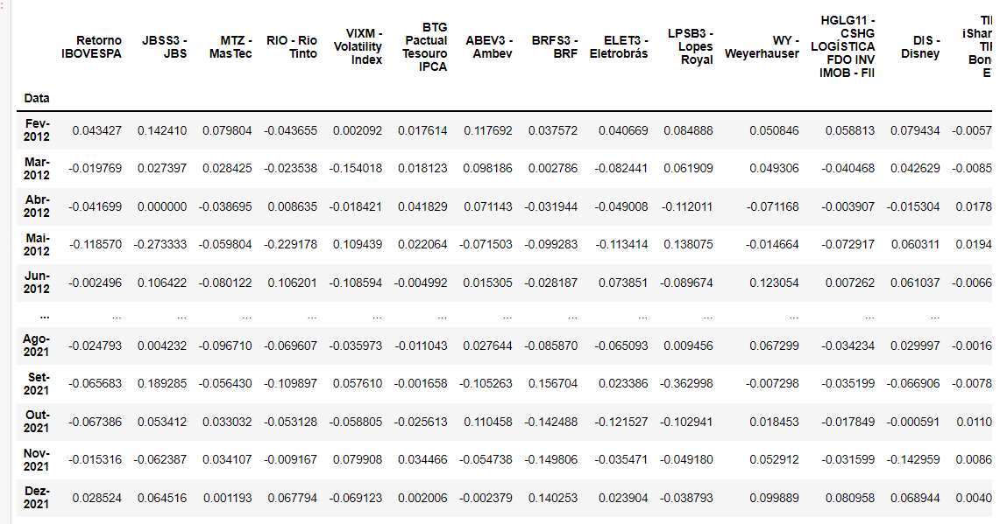 Data Retorno IBOVESPA JBSS3 - JBS MTZ - MasTec RIO - Rio Tinto VIXM - Volatility Index BTG Pactual Tesouro IPCA ABEV3 - Ambev BRFS3 - BRF ELET3 - Eletrobrás LPSB3 - Lopes Royal WY - Weyerhauser HGLG11 - CSHG LOGÍSTICA FDO INV IMOB - FII DIS - Disney
Fev-2012 0.043427 0.142410 0.079804 -0.043655 0.002092 0.017614 0.117692 0.037572 0.040669 0.084888 0.050846 0.058813 0.079434 -0.0057
Mar-2012 -0.019769 0.027397 0.028425 -0.023538 -0.154018 0.018123 0.098186 0.002786 -0.082441 0.061909 0.049306 -0.040468 0.042629 -0.0085
Abr-2012 -0.041699 0.000000 -0.038695 0.008635 -0.018421 0.041829 0.071143 -0.031944 -0.049008 -0.112011 -0.071168 -0.003907 -0.015304 0.0178
Mai-2012 -0.118570 -0.273333 -0.059804 -0.229178 0.109439 0.022064 -0.071503 -0.099283 -0.113414 0.138075 -0.014664 -0.072917 0.060311 0.0194
Jun-2012 -0.002496 0.106422 -0.080122 0.106201 -0.108594 -0.004992 0.015305 -0.028187 0.073851 -0.089674 0.123054 0.007262 0.061037 -0.0066
... ... ... ... ... ... ... ... ... ... ... ... ... ...
Ago-2021 -0.024793 0.004232 -0.096710 -0.069607 -0.035973 -0.011043 0.027644 -0.085870 -0.065093 0.009456 0.067299 -0.034234 0.029997 -0.0016
Set-2021 -0.065683 0.189285 -0.056430 -0.109897 0.057610 -0.001658 -0.105263 0.156704 0.023386 -0.362998 -0.007298 -0.035199 -0.066906 -0.0078
Out-2021 -0.067386 0.053412 0.033032 -0.053128 -0.058805 -0.025613 0.110458 -0.142488 -0.121527 -0.102941 0.018453 -0.017849 -0.000591 0.0110
Nov-2021 -0.015316 -0.062387 0.034107 -0.009167 0.079908 0.034466 -0.054738 -0.149806 -0.035471 -0.049180 0.052912 -0.031599 -0.142959 0.0086
Dez-2021 0.028524 0.064516 0.001193 0.067794 -0.069123 0.002006 -0.002379 0.140253 0.023904 -0.038793 0.099889 0.080958 0.068944 0.0040